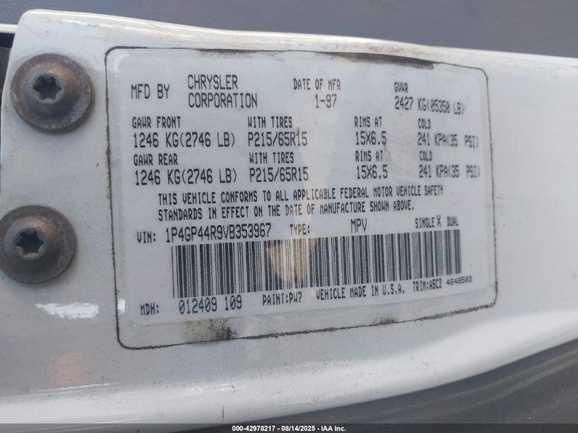 MFD BY CHRYSLER CORPORATION DATE OF MFR 1-97 GVWR 2427 KG(05350 LB)
GAWR FRONT WITH TIRES RIMS AT COLD
1246 KG(2746 LB) P215/65R15 15X6.5 241 KPA(35 PSI)
GAWR REAR WITH TIRES RIMS AT COLD
1246 KG(2746 LB) P215/65R15 15X6.5 241 KPA(35 PSI)
THIS VEHICLE CONFORMS TO ALL APPLICABLE FEDERAL MOTOR VEHICLE SAFETY
STANDARDS IN EFFECT ON THE DATE OF MANUFACTURE SHOWN ABOVE.
VIN: 1P4GP44R9VB353967 TYPE: MPV SINGLE X DUAL
MDH: 012409 109 PAINT:PW7 VEHICLE MADE IN U.S.A. TRIM:ASC3
000-42978217 - 08/14/2025 - IAA Inc.